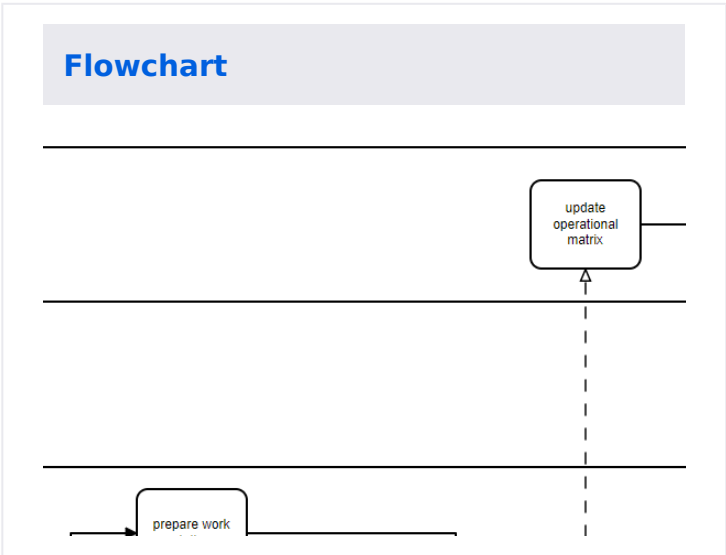 Flowchart
update
operational
matrix
prepare work